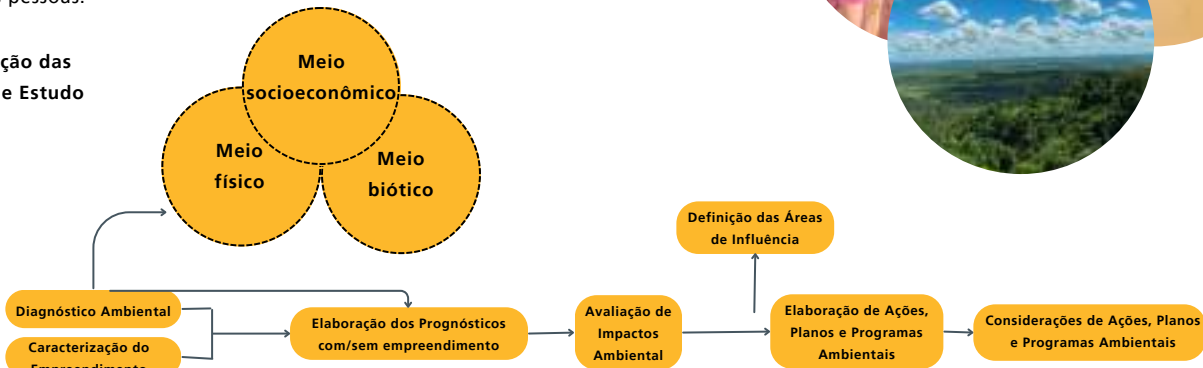 pessoas.
ção das
e Estudo
Meio
socioeconômico
Meio
físico
Meio
biótico
Definição das Áreas
de Influência
Diagnóstico Ambiental
Caracterização do
Empreendimento
Elaboração dos Prognósticos
com/sem empreendimento
Avaliação de
Impactos
Ambiental
Elaboração de Ações,
Planos e Programas
Ambientais
Considerações de Ações, Planos
e Programas Ambientais